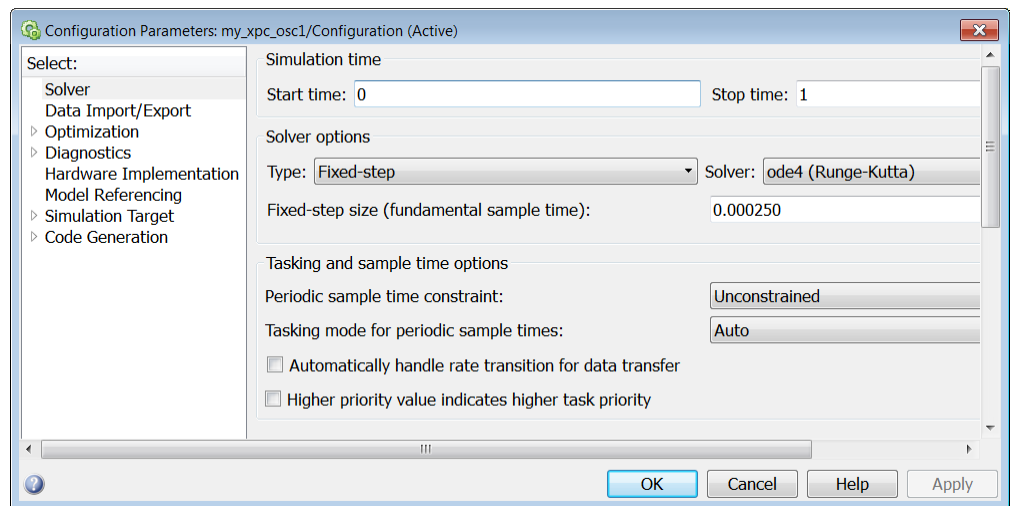 Configuration Parameters: my_xpc_osc1/Configuration (Active)
Select:
Solver
Data Import/Export
Optimization
Diagnostics
Hardware Implementation
Model Referencing
Simulation Target
Code Generation
Simulation time
Start time: 0 Stop time: 1
Solver options
Type: Fixed-step Solver: ode4 (Runge-Kutta)
Fixed-step size (fundamental sample time): 0.000250
Tasking and sample time options
Periodic sample time constraint: Unconstrained
Tasking mode for periodic sample times: Auto
Automatically handle rate transition for data transfer
Higher priority value indicates higher task priority
OK Cancel Help Apply